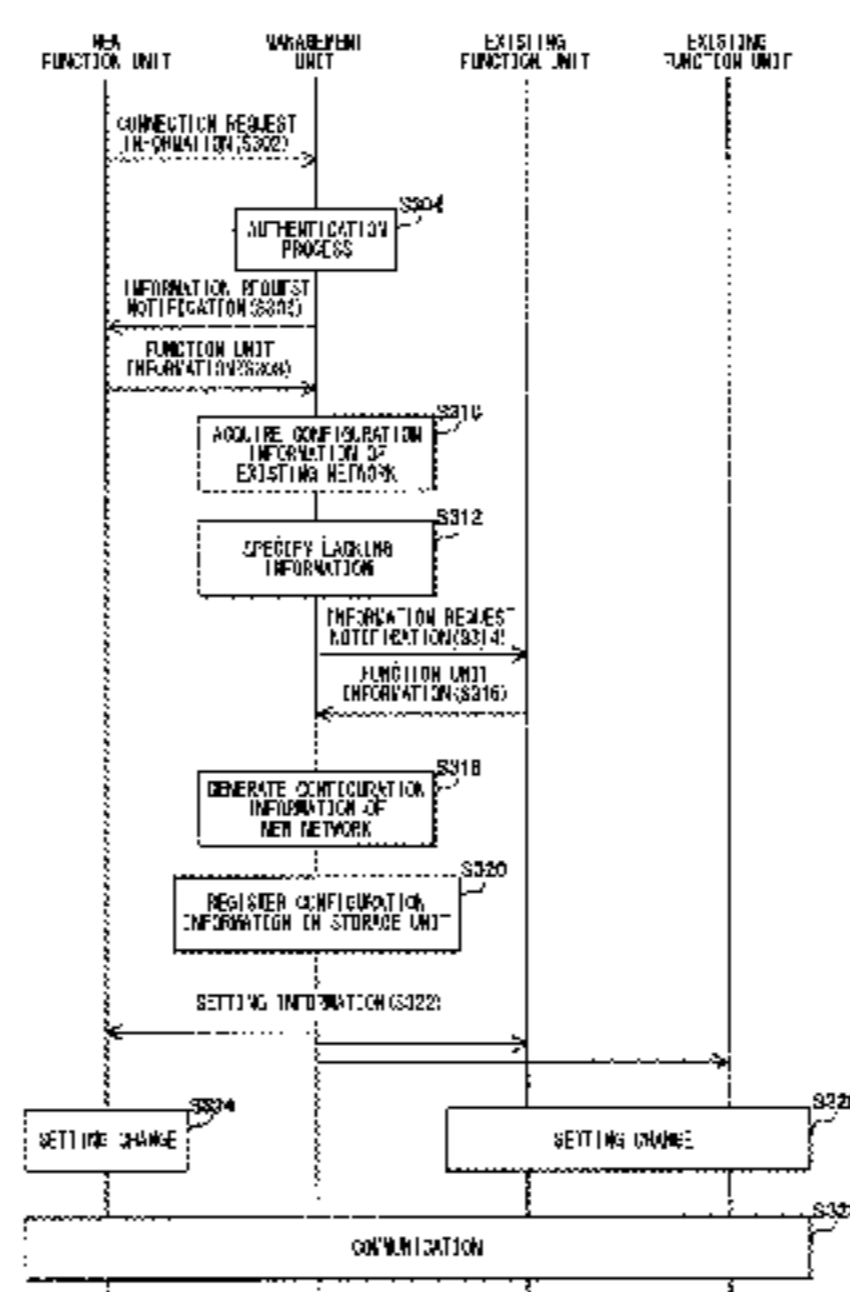 NEW
FUNCTION UNIT
MANAGEMENT
UNIT
EXISTING
FUNCTION UNIT
EXISTING
FUNCTION UNIT
CONNECTION REQUEST
INFORMATION(S302)
S304
AUTHENTICATION
PROCESS
INFORMATION REQUEST
NOTIFICATION
FUNCTION UNIT
INFORMATION(S308)
S310
ACQUIRE CONFIGURATION
INFORMATION OF
EXISTING NETWORK
S312
SPECIFY LACKING
INFORMATION
INFORMATION REQUEST
NOTIFICATION(S314)
FUNCTION UNIT
INFORMATION(S316)
S318
GENERATE CONFIGURATION
INFORMATION OF
NEW NETWORK
S320
REGISTER CONFIGURATION
INFORMATION IN STORAGE UNIT
SETTING INFORMATION(S322)
S324
SETTING CHANGE
SETTING CHANGE
COMMUNICATION